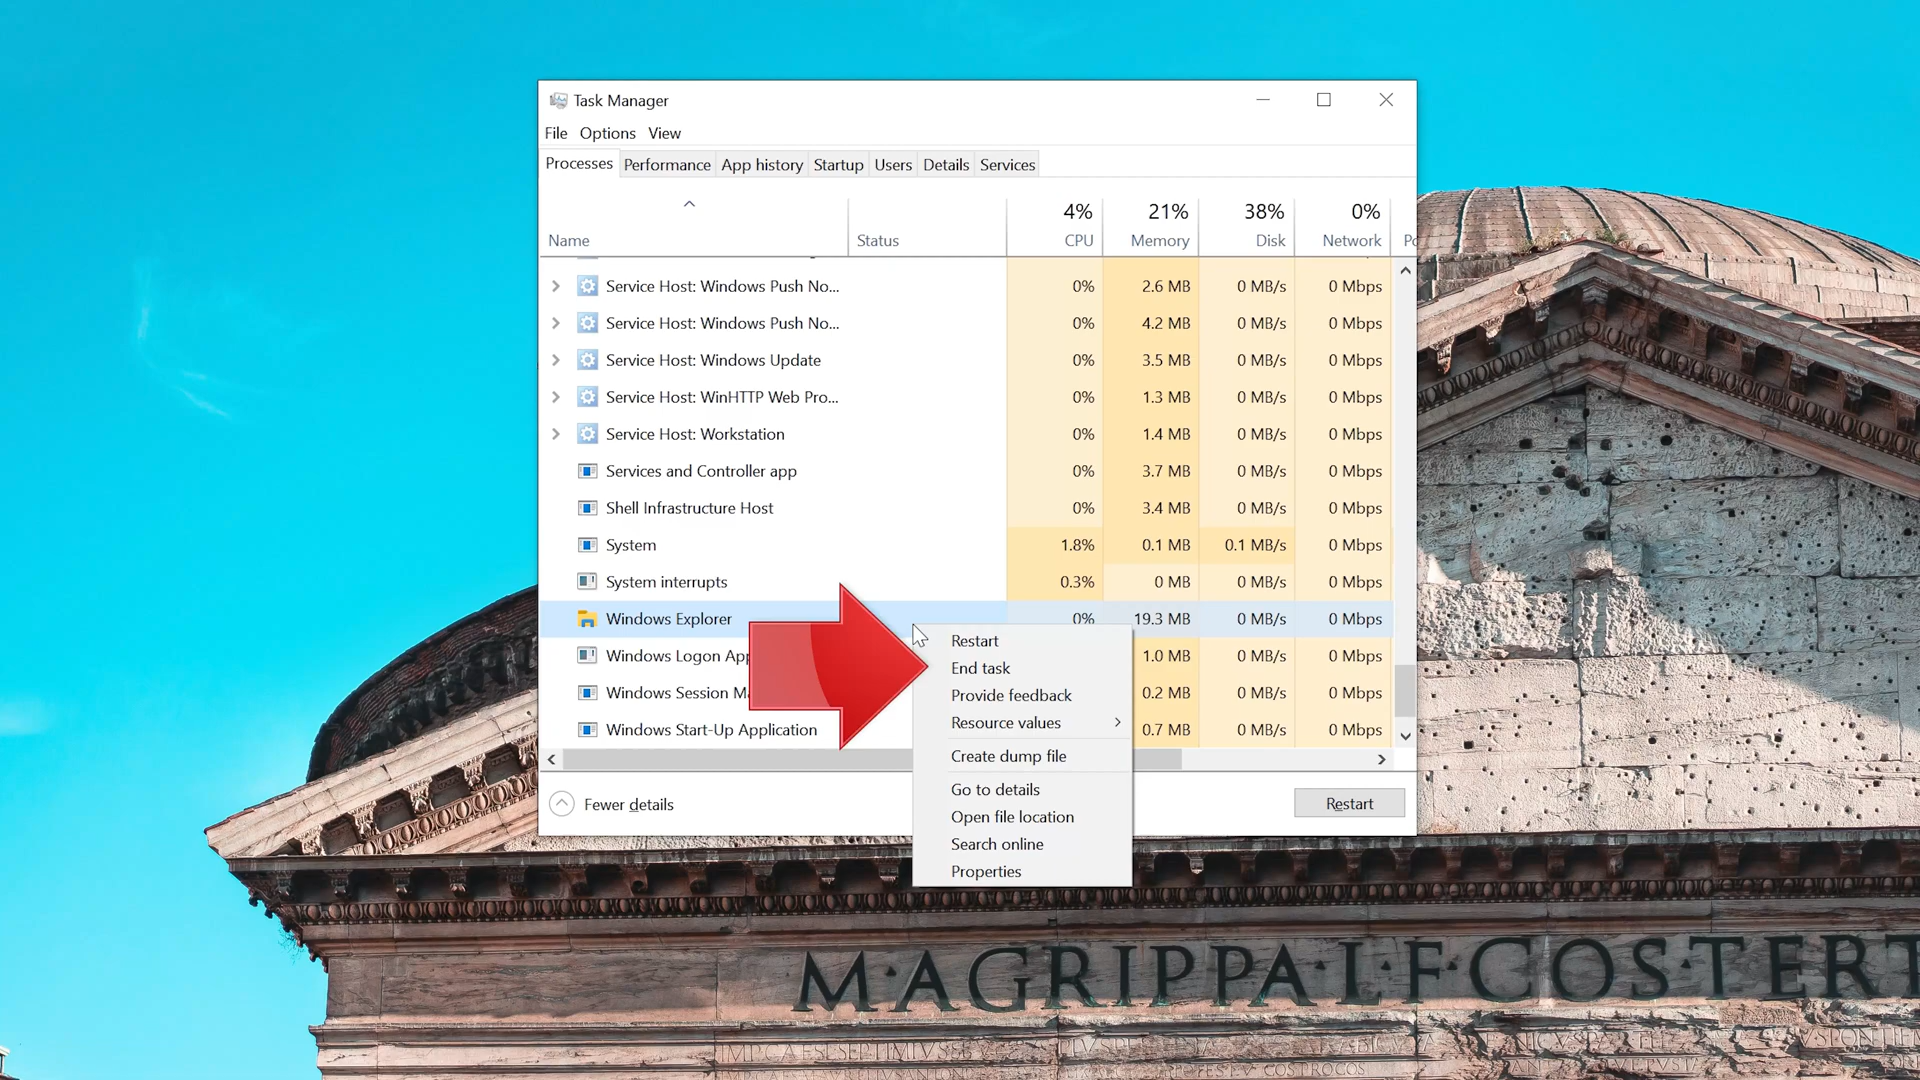 Task Manager
File Options View
Processes Performance App history Startup Users Details Services
4% 21% 38% 0%
Name Status CPU Memory Disk Network Po
Service Host: Windows Push No... 0% 2.6 MB 0 MB/s 0 Mbps
Service Host: Windows Push No... 0% 4.2 MB 0 MB/s 0 Mbps
Service Host: Windows Update 0% 3.5 MB 0 MB/s 0 Mbps
Service Host: WinHTTP Web Pro... 0% 1.3 MB 0 MB/s 0 Mbps
Service Host: Workstation 0% 1.4 MB 0 MB/s 0 Mbps
Services and Controller app 0% 3.7 MB 0 MB/s 0 Mbps
Shell Infrastructure Host 0% 3.4 MB 0 MB/s 0 Mbps
System 1.8% 0.1 MB 0.1 MB/s 0 Mbps
System interrupts 0.3% 0 MB 0 MB/s 0 Mbps
Windows Explorer 0% 19.3 MB 0 MB/s 0 Mbps
Windows Logon App 1.0 MB 0 MB/s 0 Mbps
Windows Session M 0.2 MB 0 MB/s 0 Mbps
Windows Start-Up Application 0.7 MB 0 MB/s 0 Mbps
Restart
End task
Provide feedback
Resource values
Create dump file
Go to details
Open file location
Search online
Properties
Fewer details Restart
M·AGRIPPA·L·F·COS·TERT